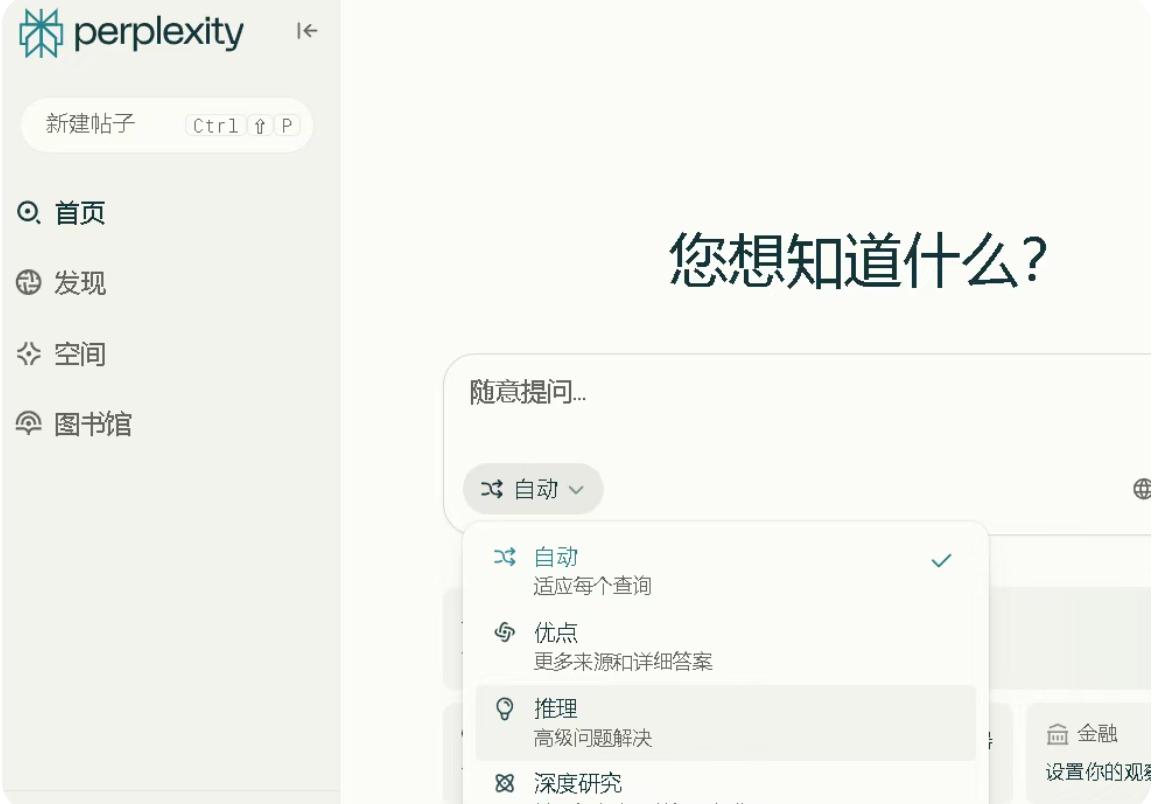 perplexity
新建帖子 Ctrl ⇧ P
首页
发现
空间
图书馆
您想知道什么?
随意提问...
自动
自动
适应每个查询
优点
更多来源和详细答案
推理
高级问题解决
深度研究
金融
设置你的观察